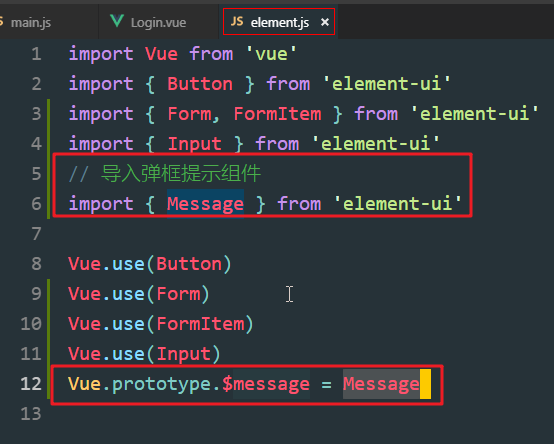 JS main.js Login.vue JS element.js ×
1 import Vue from 'vue'
2 import { Button } from 'element-ui'
3 import { Form, FormItem } from 'element-ui'
4 import { Input } from 'element-ui'
5 // 导入弹框提示组件
6 import { Message } from 'element-ui'
7
8 Vue.use(Button)
9 Vue.use(Form)
10 Vue.use(FormItem)
11 Vue.use(Input)
12 Vue.prototype.$message = Message
13